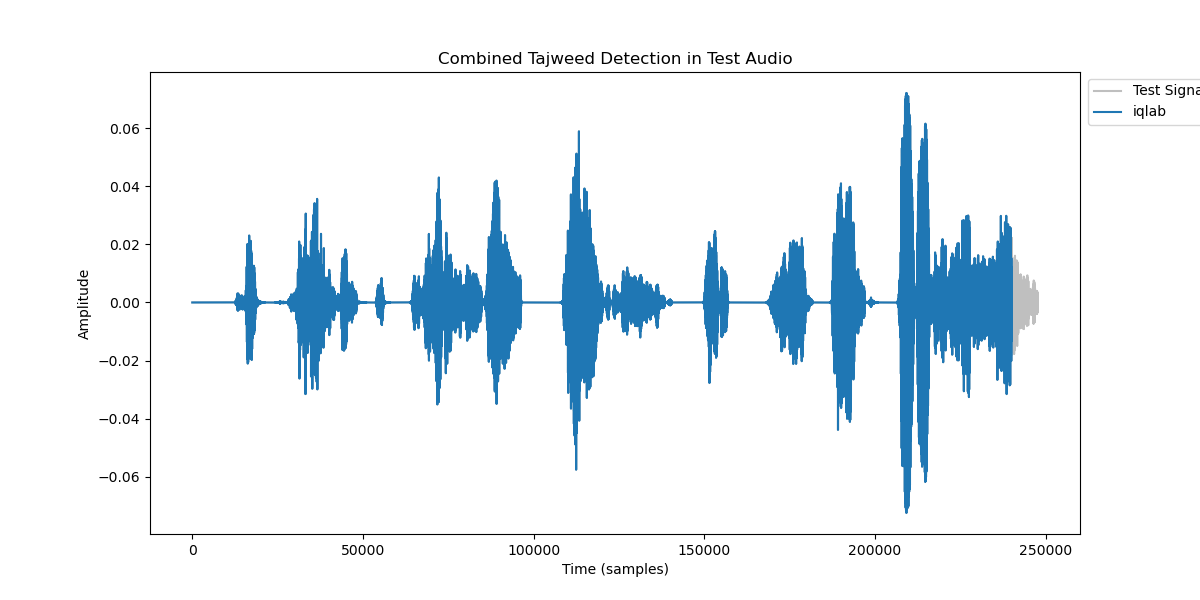 Combined Tajweed Detection in Test Audio
Test Signa
iqlab
Amplitude
0.06
0.04
0.02
0.00
−0.02
−0.04
−0.06
0
50000
100000
150000
200000
250000
Time (samples)